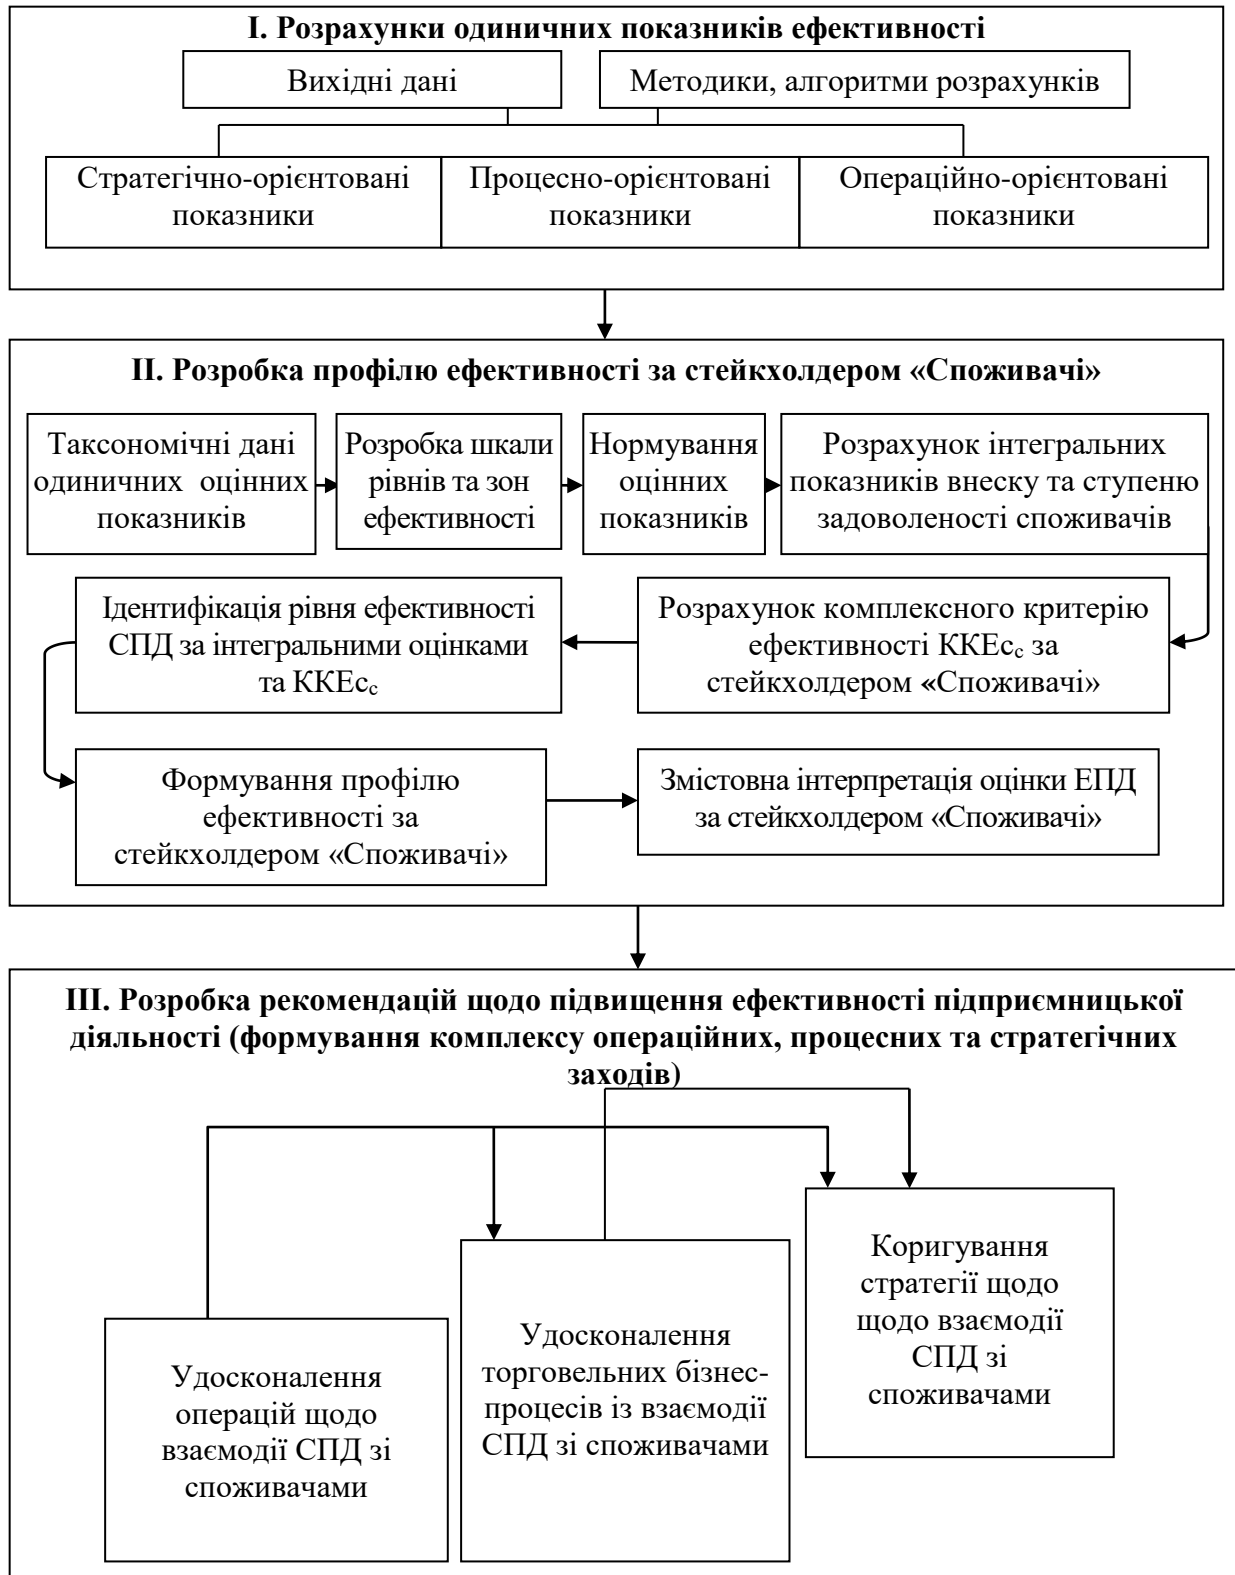 І. Розрахунки одиничних показників ефективності
Вихідні дані
Методики, алгоритми розрахунків
Стратегічно-орієнтовані
показники
Процесно-орієнтовані
показники
Операційно-орієнтовані
показники
ІІ. Розробка профілю ефективності за стейкхолдером «Споживачі»
Таксономічні дані
одиничних оцінних
показників
Розробка шкали
рівнів та зон
ефективності
Нормування
оцінних
показників
Розрахунок інтегральних
показників внеску та ступеню
задоволеності споживачів
Ідентифікація рівня ефективності
СПД за інтегральними оцінками
та ККЕсс
Розрахунок комплексного критерію
ефективності ККЕсс за
стейкхолдером «Споживачі»
Формування профілю
ефективності за
стейкхолдером «Споживачі»
Змістовна інтерпретація оцінки ЕПД
за стейкхолдером «Споживачі»
ІІІ. Розробка рекомендацій щодо підвищення ефективності підприємницької
діяльності (формування комплексу операційних, процесних та стратегічних
заходів)
Удосконалення
операцій щодо
взаємодії СПД зі
споживачами
Удосконалення
торговельних бізнес-
процесів із взаємодії
СПД зі споживачами
Коригування
стратегії щодо
щодо взаємодії
СПД зі
споживачами